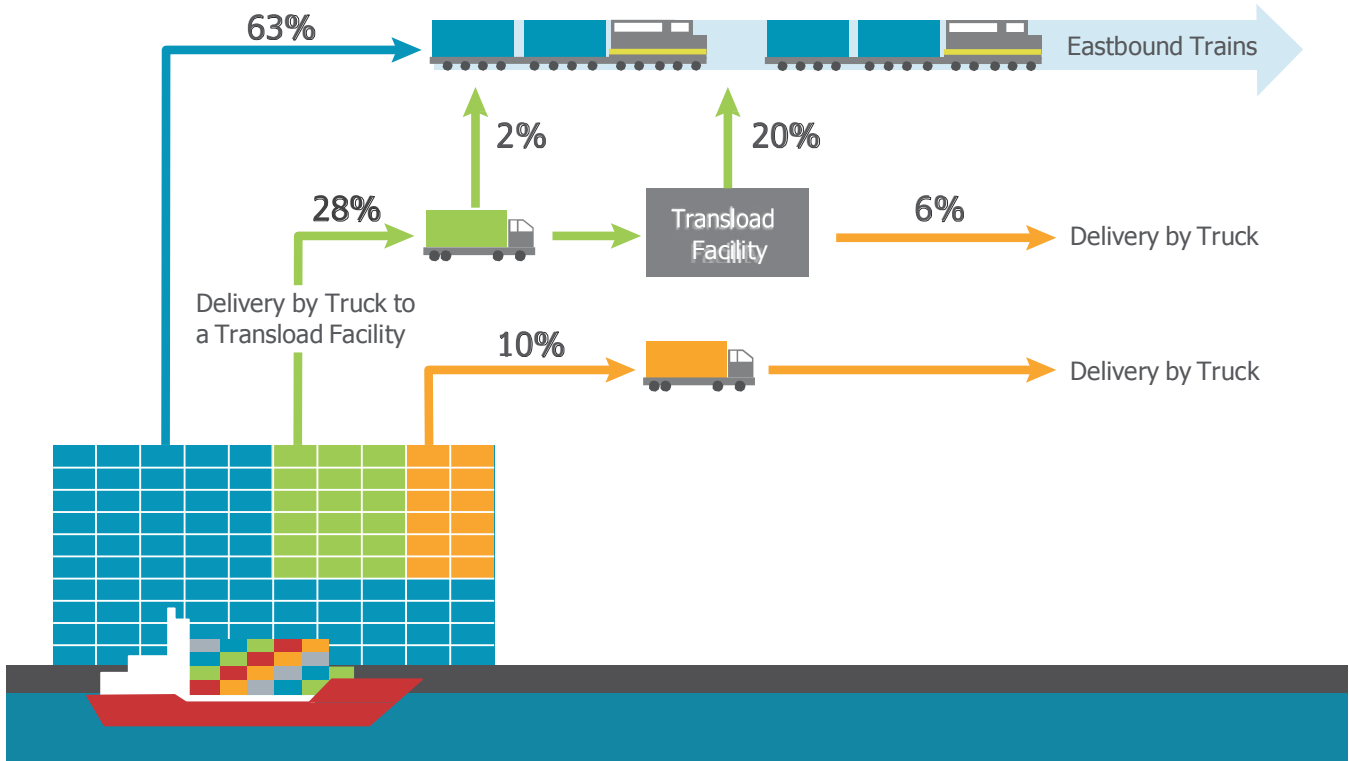 63%
Eastbound Trains
2%
20%
28%
Transload
Facility
6%
Delivery by Truck
Delivery by Truck to
a Transload Facility
10%
Delivery by Truck